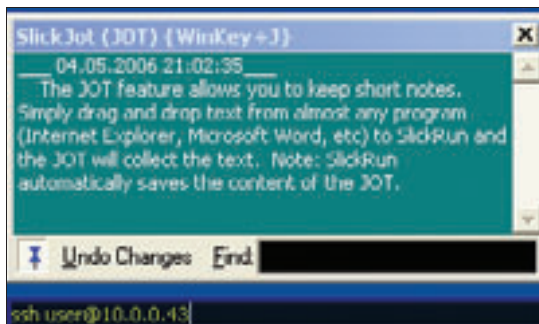 SlickJot (JOT) {WinKey+J}
___04.05.2006 21:02:35___
The JOT feature allows you to keep short notes.
Simply drag and drop text from almost any program
(Internet Explorer, Microsoft Word, etc) to SlickRun and
the JOT will collect the text. Note: SlickRun
automatically saves the content of the JOT.
Undo Changes Find
ssh user@10.0.0.43